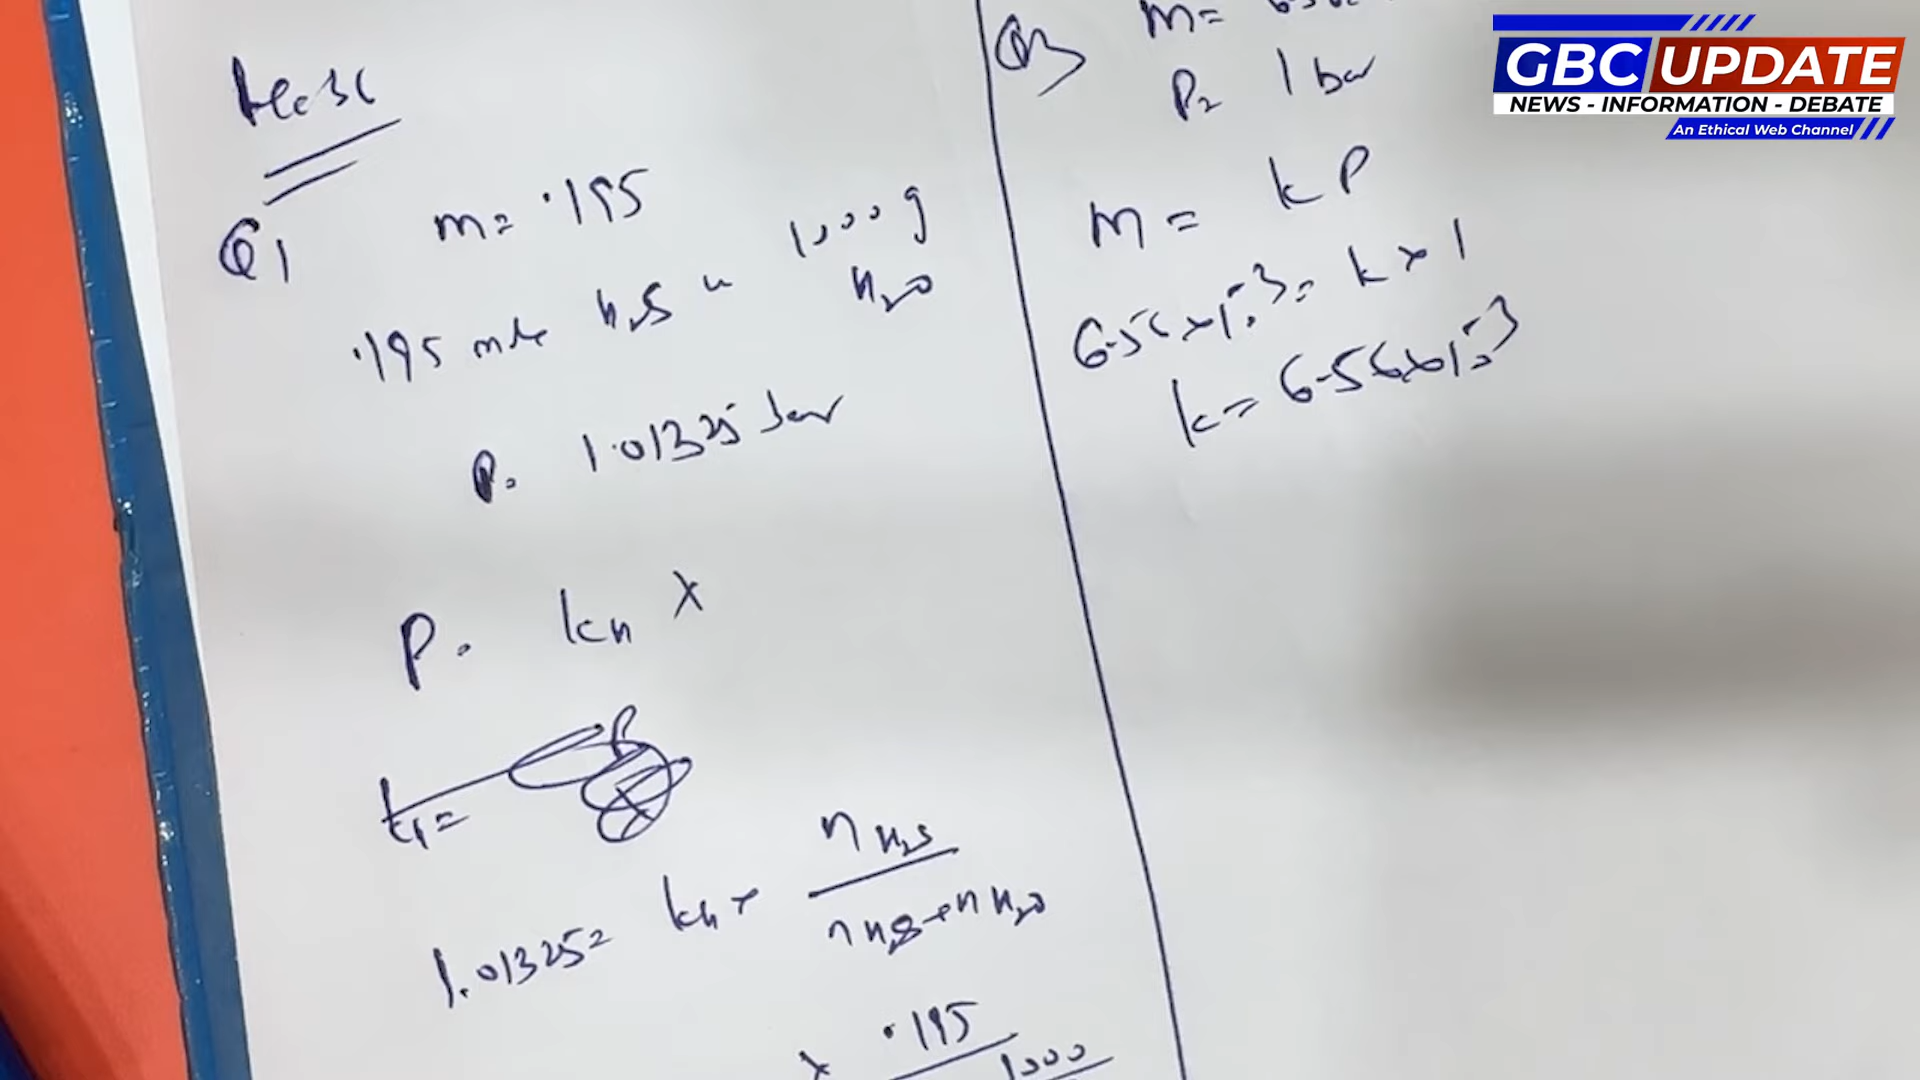 Q1
m = .195
.195 mole H2S in 1000 g
H2O
P = 1.01325 bar
P = kH x
1.01325 = kH × nH2S
nH2S + nH2O
× .195
1000
Q3 m =
P = 1 bar
m = k P
6.56 × 10^-3 = k × 1
k = 6.56 × 10^-3
GBC UPDATE
NEWS - INFORMATION - DEBATE
An Ethical Web Channel